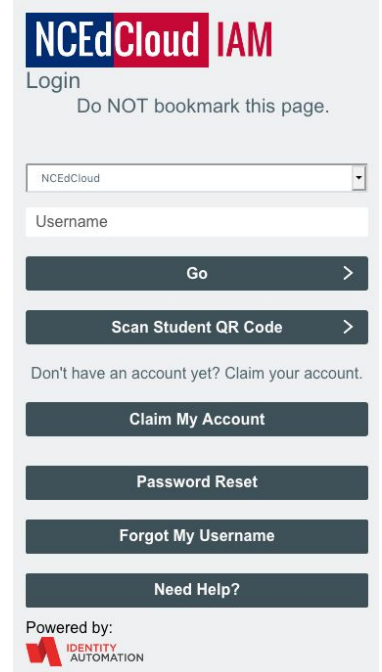 NCEdCloud IAM
Login
Do NOT bookmark this page.
NCEdCloud
Username
Go
Scan Student QR Code
Don't have an account yet? Claim your account.
Claim My Account
Password Reset
Forgot My Username
Need Help?
Powered by:
IDENTITY
AUTOMATION